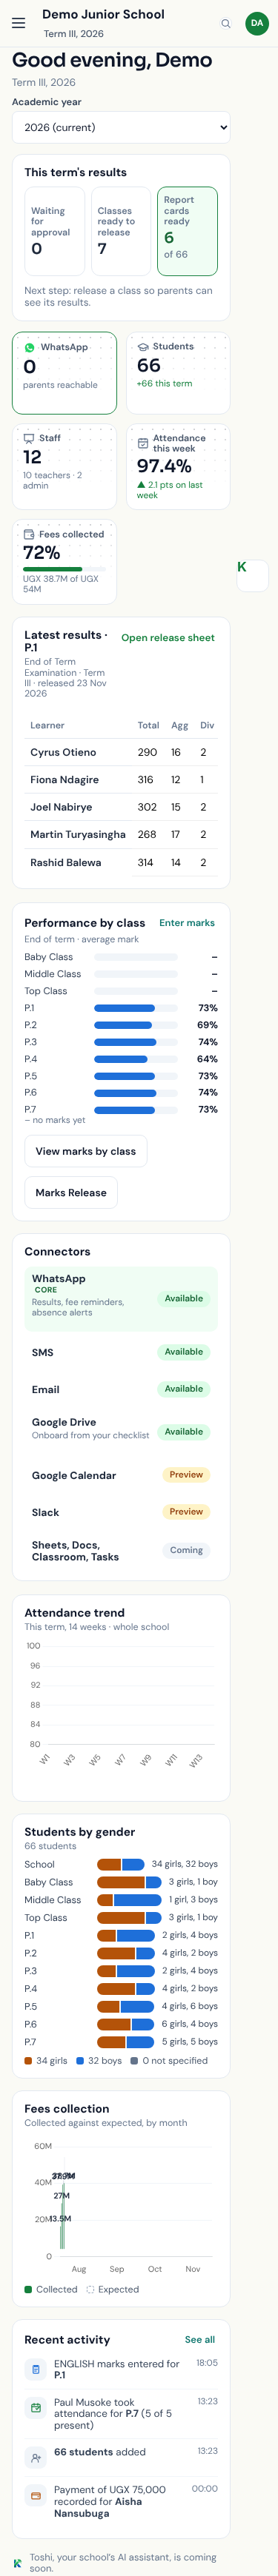 Demo Junior School
Term III, 2026
DA
Good evening, Demo
Term III, 2026
Academic year
2026 (current)
This term's results
Waiting for approval
0
Classes ready to release
7
Report cards ready
6
of 66
Next step: release a class so parents can
see its results.
WhatsApp
0
parents reachable
Students
66
+66 this term
Staff
12
10 teachers · 2
admin
Attendance
this week
97.4%
▲ 2.1 pts on last
week
Fees collected
72%
UGX 38.7M of UGX
54M
K
Latest results ·
P.1
Open release sheet
End of Term
Examination · Term
III · released 23 Nov
2026
Learner Total Agg Div
Cyrus Otieno 290 16 2
Fiona Ndagire 316 12 1
Joel Nabirye 302 15 2
Martin Turyasingha 268 17 2
Rashid Balewa 314 14 2
Performance by class
Enter marks
End of term · average mark
Baby Class –
Middle Class –
Top Class –
P.1 73%
P.2 69%
P.3 74%
P.4 64%
P.5 73%
P.6 74%
P.7 73%
– no marks yet
View marks by class
Marks Release
Connectors
WhatsApp
CORE
Results, fee reminders,
absence alerts
Available
SMS Available
Email Available
Google Drive
Onboard from your checklist
Available
Google Calendar Preview
Slack Preview
Sheets, Docs,
Classroom, Tasks
Coming
Attendance trend
This term, 14 weeks · whole school
100
96
92
88
84
80
W1 W3 W5 W7 W9 W11 W13
Students by gender
66 students
School 34 girls, 32 boys
Baby Class 3 girls, 1 boy
Middle Class 1 girl, 3 boys
Top Class 3 girls, 1 boy
P.1 2 girls, 4 boys
P.2 4 girls, 2 boys
P.3 2 girls, 4 boys
P.4 4 girls, 2 boys
P.5 4 girls, 6 boys
P.6 6 girls, 4 boys
P.7 5 girls, 5 boys
34 girls 32 boys 0 not specified
Fees collection
Collected against expected, by month
60M
40M
20M
0
27M
13.5M
Aug Sep Oct Nov
Collected Expected
Recent activity
See all
ENGLISH marks entered for
P.1
18:05
Paul Musoke took
attendance for P.7 (5 of 5
present)
13:23
66 students added
13:23
Payment of UGX 75,000
recorded for Aisha
Nansubuga
00:00
Toshi, your school's AI assistant, is coming
soon.